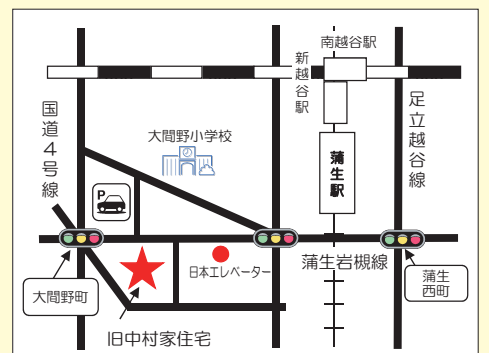 南越谷駅
新越谷駅
国道4号線
大間野小学校
足立越谷線
蒲生駅
P
日本エレベーター
蒲生岩槻線
大間野町
蒲生
西町
旧中村家住宅